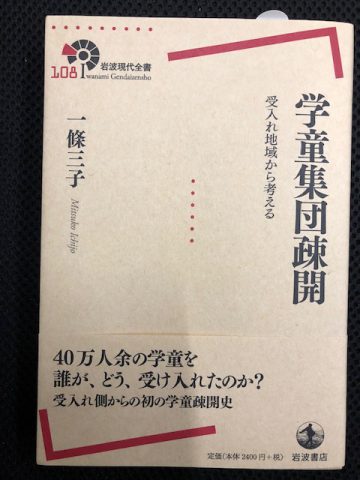 108
岩波現代全書
Iwanami Gendaizensho
学童集団疎開
受入れ地域から考える
一條三子
Mitsuko Ichijo
40万人余の学童を
誰が、どう、受け入れたのか?
受入れ側からの初の学童疎開史
定価(本体2400円+税)
岩波書店